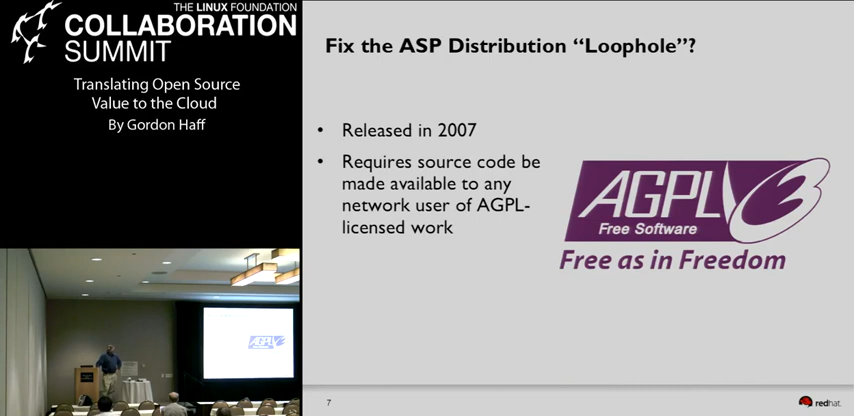 THE LINUX FOUNDATION
COLLABORATION
SUMMIT
Translating Open Source
Value to the Cloud
By Gordon Haff
Fix the ASP Distribution “Loophole”?
• Released in 2007
• Requires source code be
made available to any
network user of AGPL-
licensed work
AGPLv3
Free Software
Free as in Freedom
7
redhat.
AGPLv3